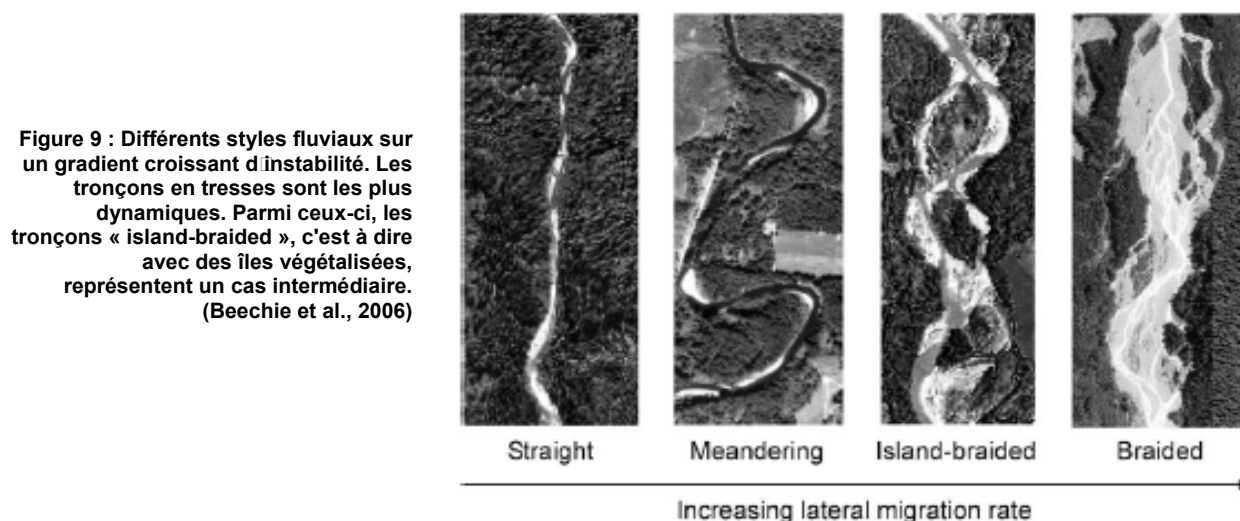 Figure 9 : Différents styles fluviaux sur
un gradient croissant d□instabilité. Les
tronçons en tresses sont les plus
dynamiques. Parmi ceux-ci, les
tronçons « island-braided », c'est à dire
avec des îles végétalisées,
représentent un cas intermédiaire.
(Beechie et al., 2006)
Straight
Meandering
Island-braided
Braided
Increasing lateral migration rate